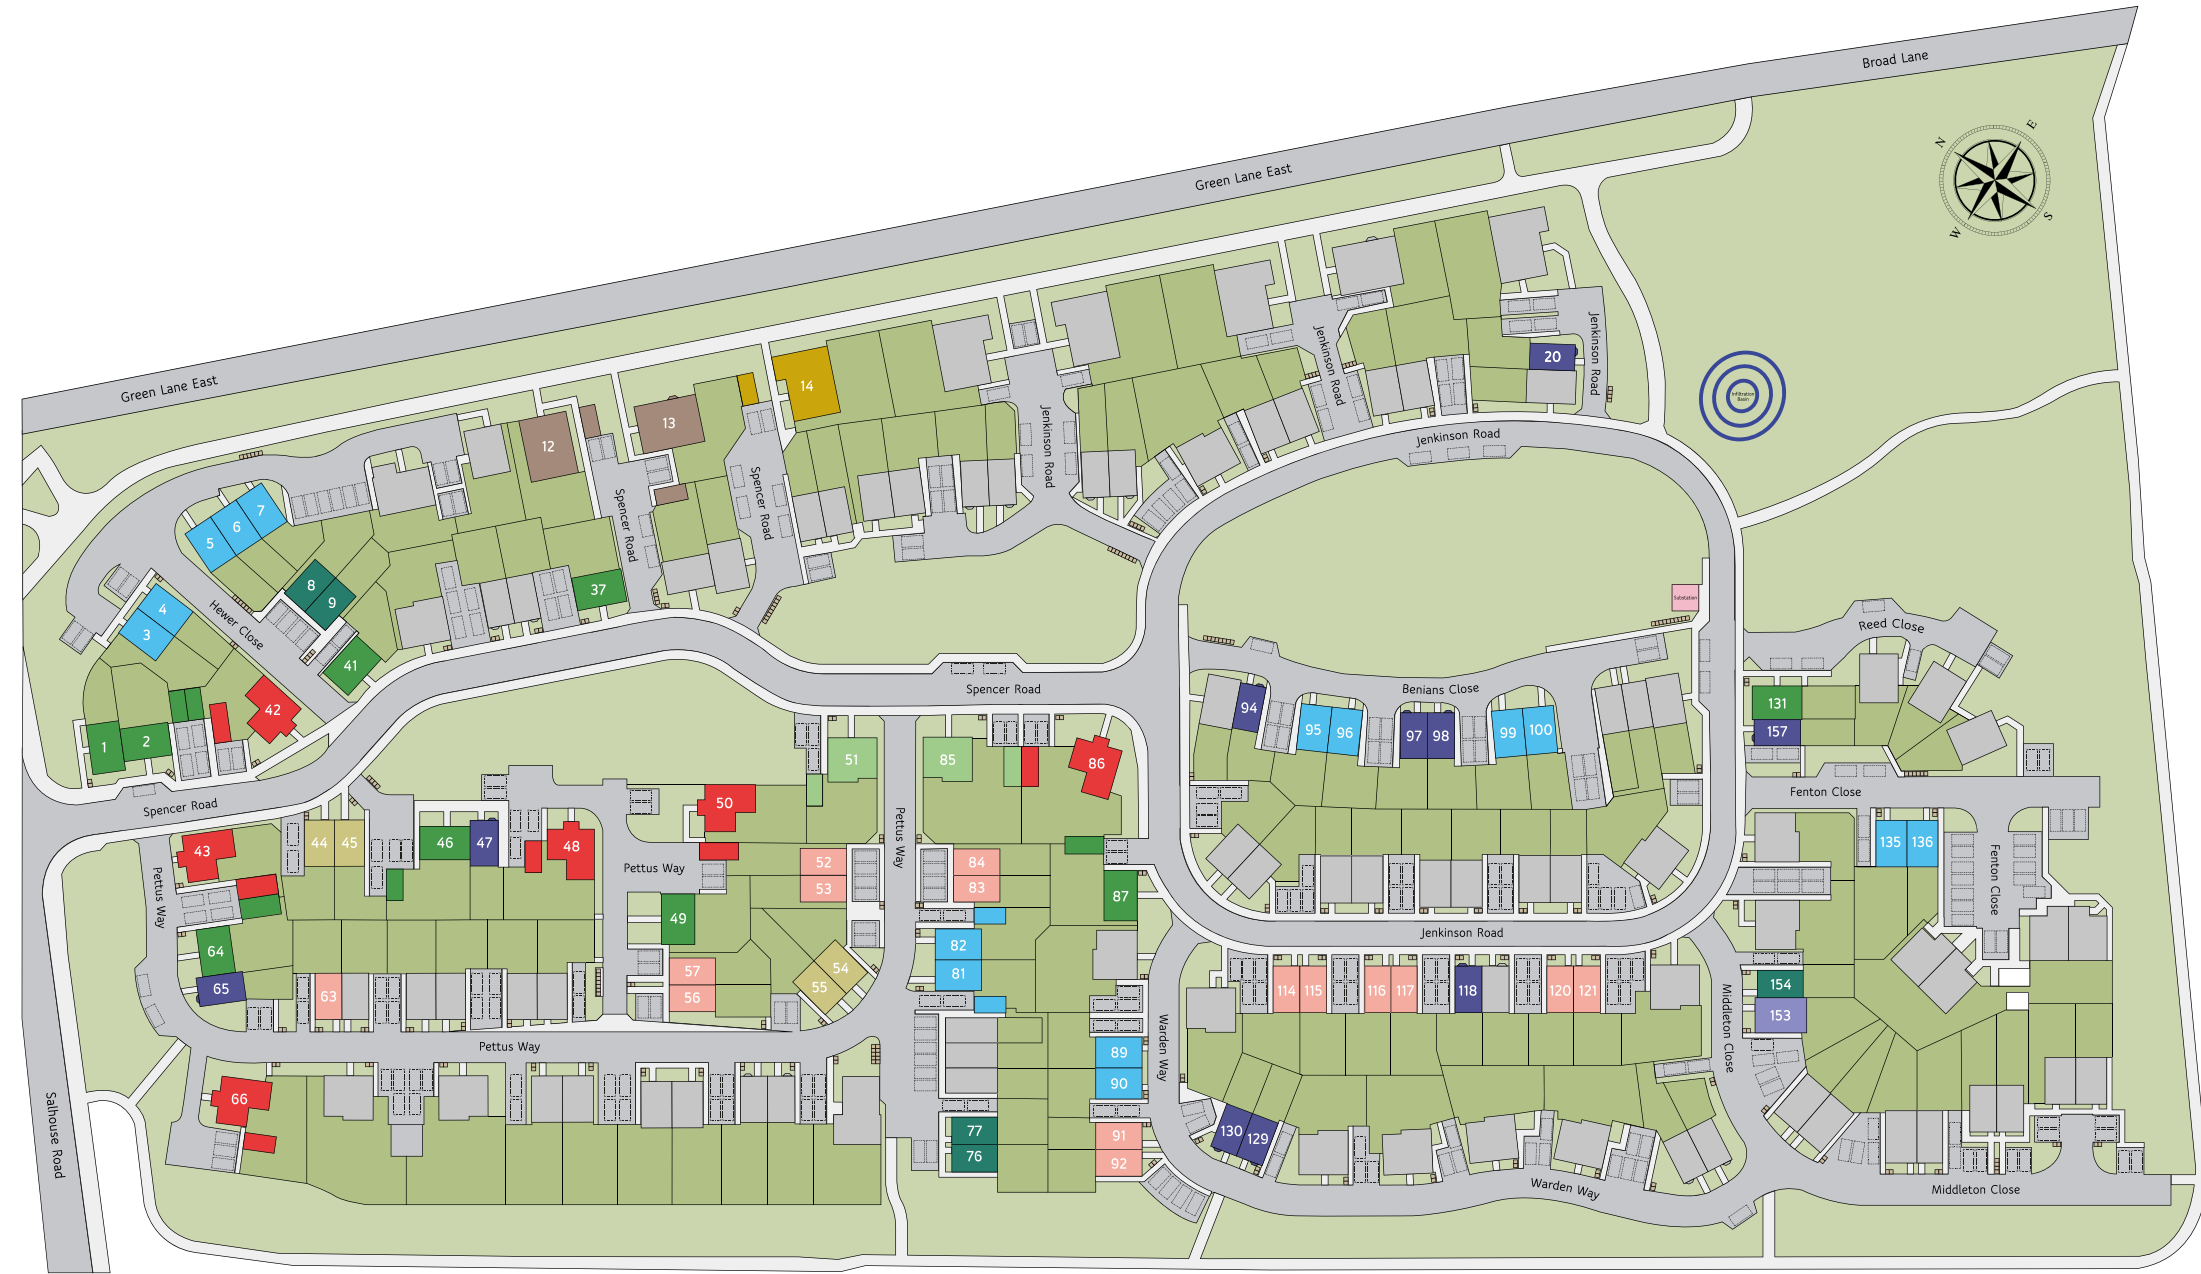 Broad Lane
N
E
S
W
Green Lane East
Green Lane East
Jenkinson Road
Jenkinson Road
20
Infiltration
Basin
14
13
12
Jenkinson Road
Jenkinson Road
Spencer Road
Spencer Road
7
6
5
8
9
37
4
3
Hewer Close
41
42
1
2
Substation
Reed Close
Spencer Road
Benians Close
94
95
96
97
98
99
100
131
157
51
85
86
Fenton Close
Spencer Road
50
Pettus Way
43
44
45
46
47
48
Pettus Way
52
53
84
83
135
136
Fenton Close
Pettus Way
87
49
Jenkinson Road
64
65
63
57
56
54
55
82
81
114
115
116
117
118
120
121
154
153
Middleton Close
Pettus Way
Warden Way
89
90
66
Salhouse Road
77
76
91
92
130
129
Warden Way
Middleton Close